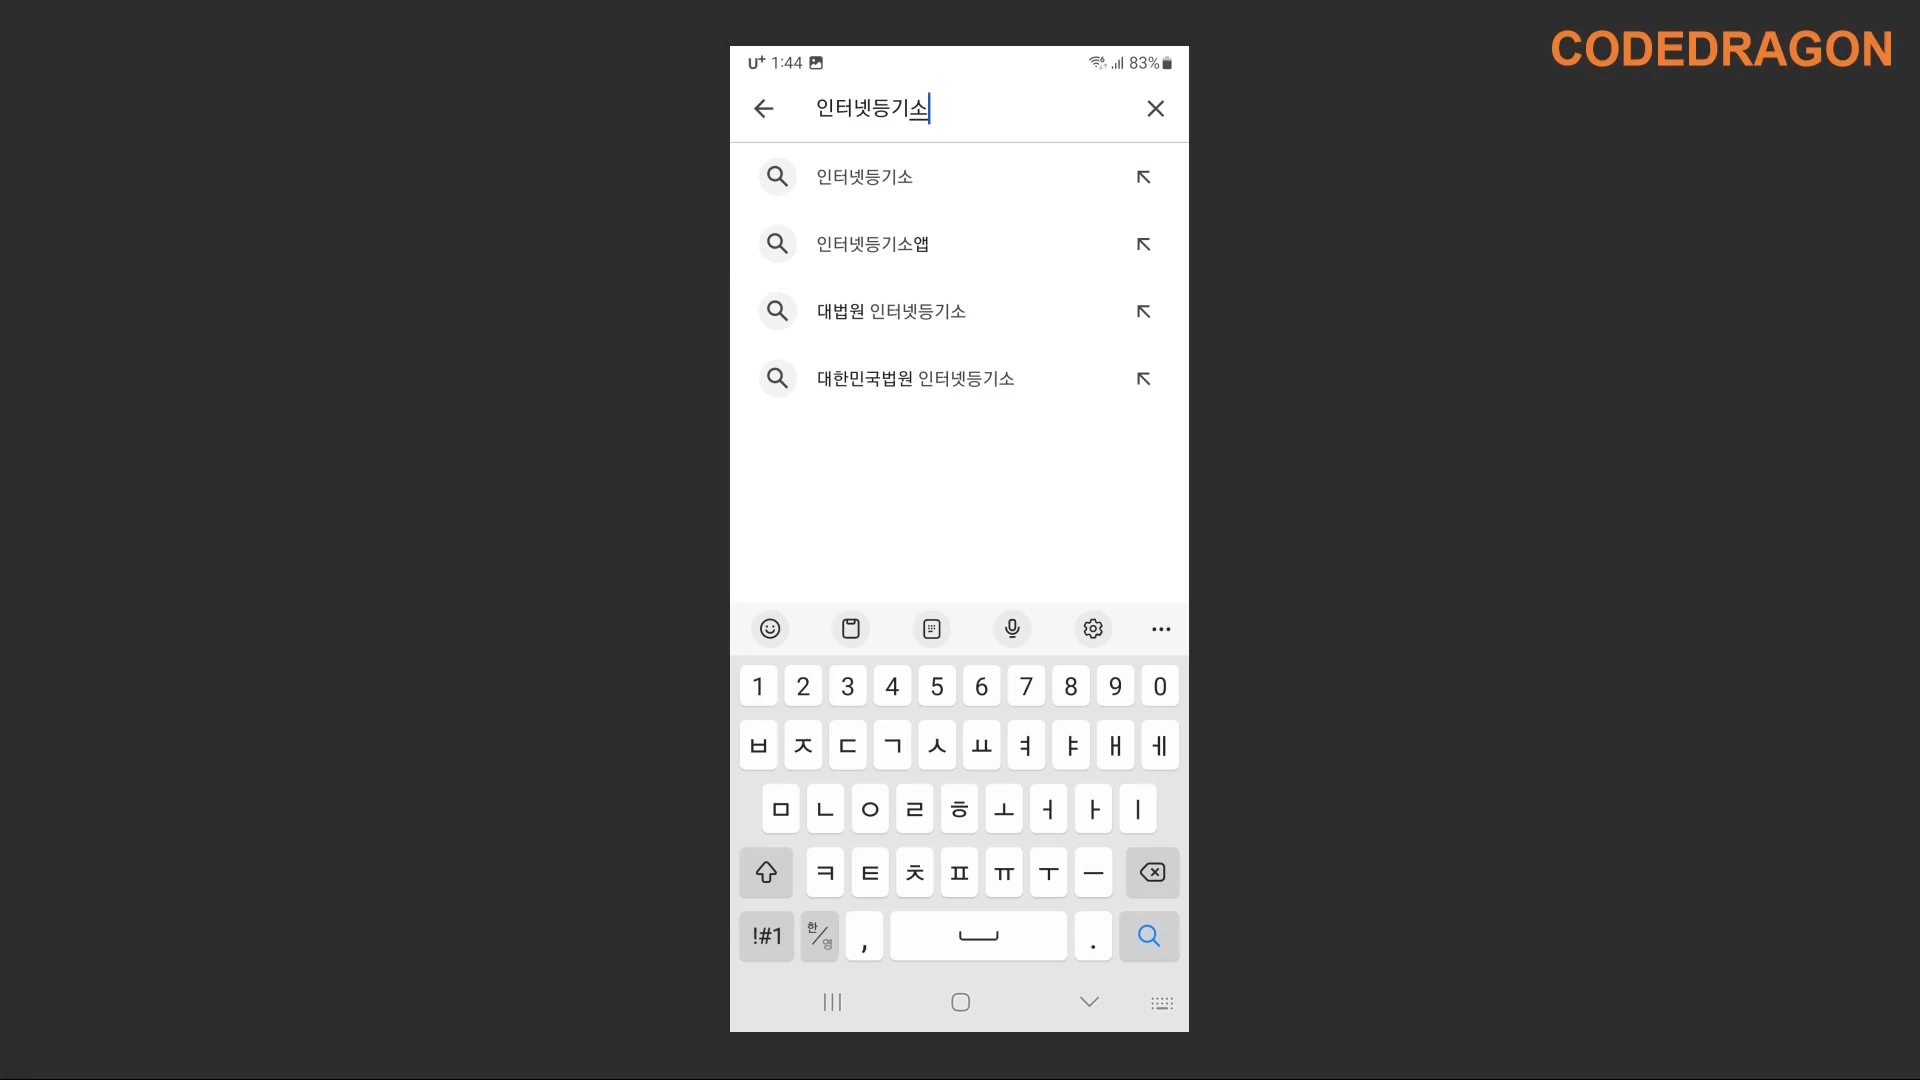 CODEDRAGON
U+ 1:44 83%
인터넷등기소
인터넷등기소
인터넷등기소앱
대법원 인터넷등기소
대한민국법원 인터넷등기소
1 2 3 4 5 6 7 8 9 0
ㅂ ㅈ ㄷ ㄱ ㅅ ㅛ ㅕ ㅑ ㅐ ㅔ
ㅁ ㄴ ㅇ ㄹ ㅎ ㅗ ㅓ ㅏ ㅣ
ㅋ ㅌ ㅊ ㅍ ㅠ ㅜ ㅡ
!#1 한/영 , .